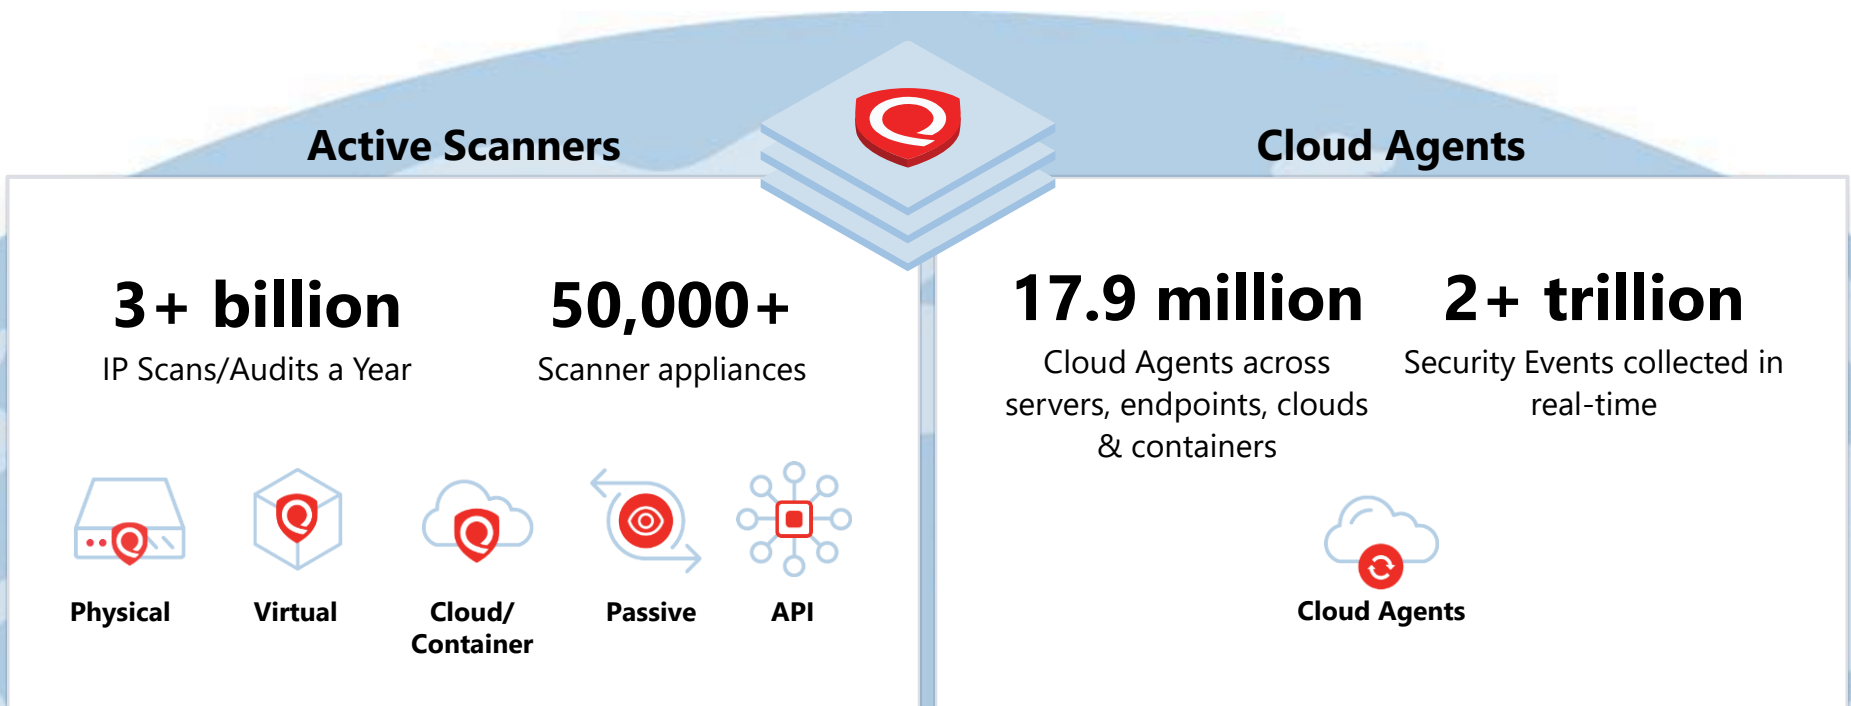 Active Scanners
Cloud Agents
3+ billion
IP Scans/Audits a Year
50,000+
Scanner appliances
Physical
Virtual
Cloud/
Container
Passive
API
17.9 million
Cloud Agents across
servers, endpoints, clouds
& containers
2+ trillion
Security Events collected in
real-time
Cloud Agents